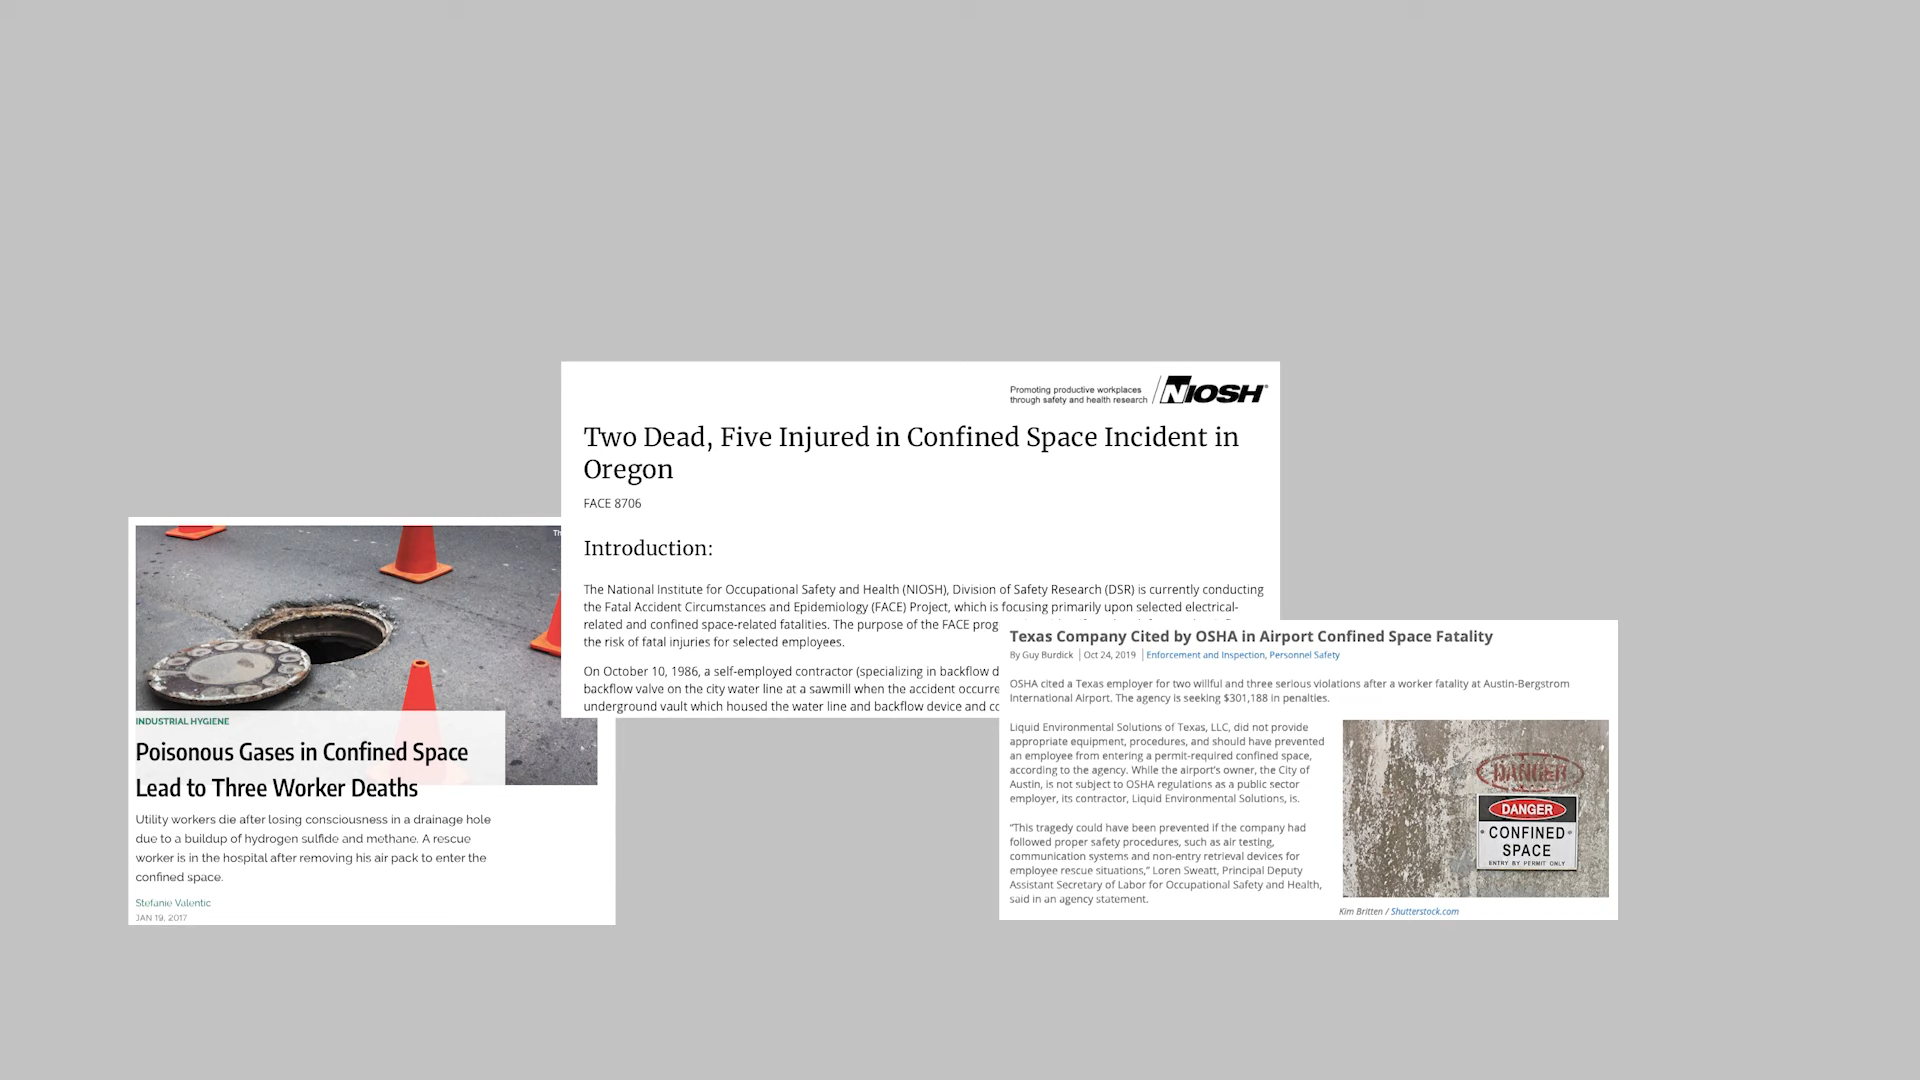 Promoting productive workplaces
through safety and health research
NIOSH
Two Dead, Five Injured in Confined Space Incident in
Oregon
FACE 8706
Introduction:
The National Institute for Occupational Safety and Health (NIOSH), Division of Safety Research (DSR) is currently conducting
the Fatal Accident Circumstances and Epidemiology (FACE) Project, which is focusing primarily upon selected electrical-
related and confined space-related fatalities. The purpose of the FACE prog
the risk of fatal injuries for selected employees.
On October 10, 1986, a self-employed contractor (specializing in backflow d
backflow valve on the city water line at a sawmill when the accident occurre
underground vault which housed the water line and backflow device and co
Th
INDUSTRIAL HYGIENE
Poisonous Gases in Confined Space
Lead to Three Worker Deaths
Utility workers die after losing consciousness in a drainage hole
due to a buildup of hydrogen sulfide and methane. A rescue
worker is in the hospital after removing his air pack to enter the
confined space.
Stefanie Valentic
JAN 19, 2017
Texas Company Cited by OSHA in Airport Confined Space Fatality
By Guy Burdick | Oct 24, 2019 | Enforcement and Inspection, Personnel Safety
OSHA cited a Texas employer for two willful and three serious violations after a worker fatality at Austin-Bergstrom
International Airport. The agency is seeking $301,188 in penalties.
Liquid Environmental Solutions of Texas, LLC, did not provide
appropriate equipment, procedures, and should have prevented
an employee from entering a permit-required confined space,
according to the agency. While the airport's owner, the City of
Austin, is not subject to OSHA regulations as a public sector
employer, its contractor, Liquid Environmental Solutions, is.
"This tragedy could have been prevented if the company had
followed proper safety procedures, such as air testing,
communication systems and non-entry retrieval devices for
employee rescue situations," Loren Sweatt, Principal Deputy
Assistant Secretary of Labor for Occupational Safety and Health,
said in an agency statement.
DANGER
DANGER
CONFINED
SPACE
ENTRY BY PERMIT ONLY
Kim Britten / Shutterstock.com